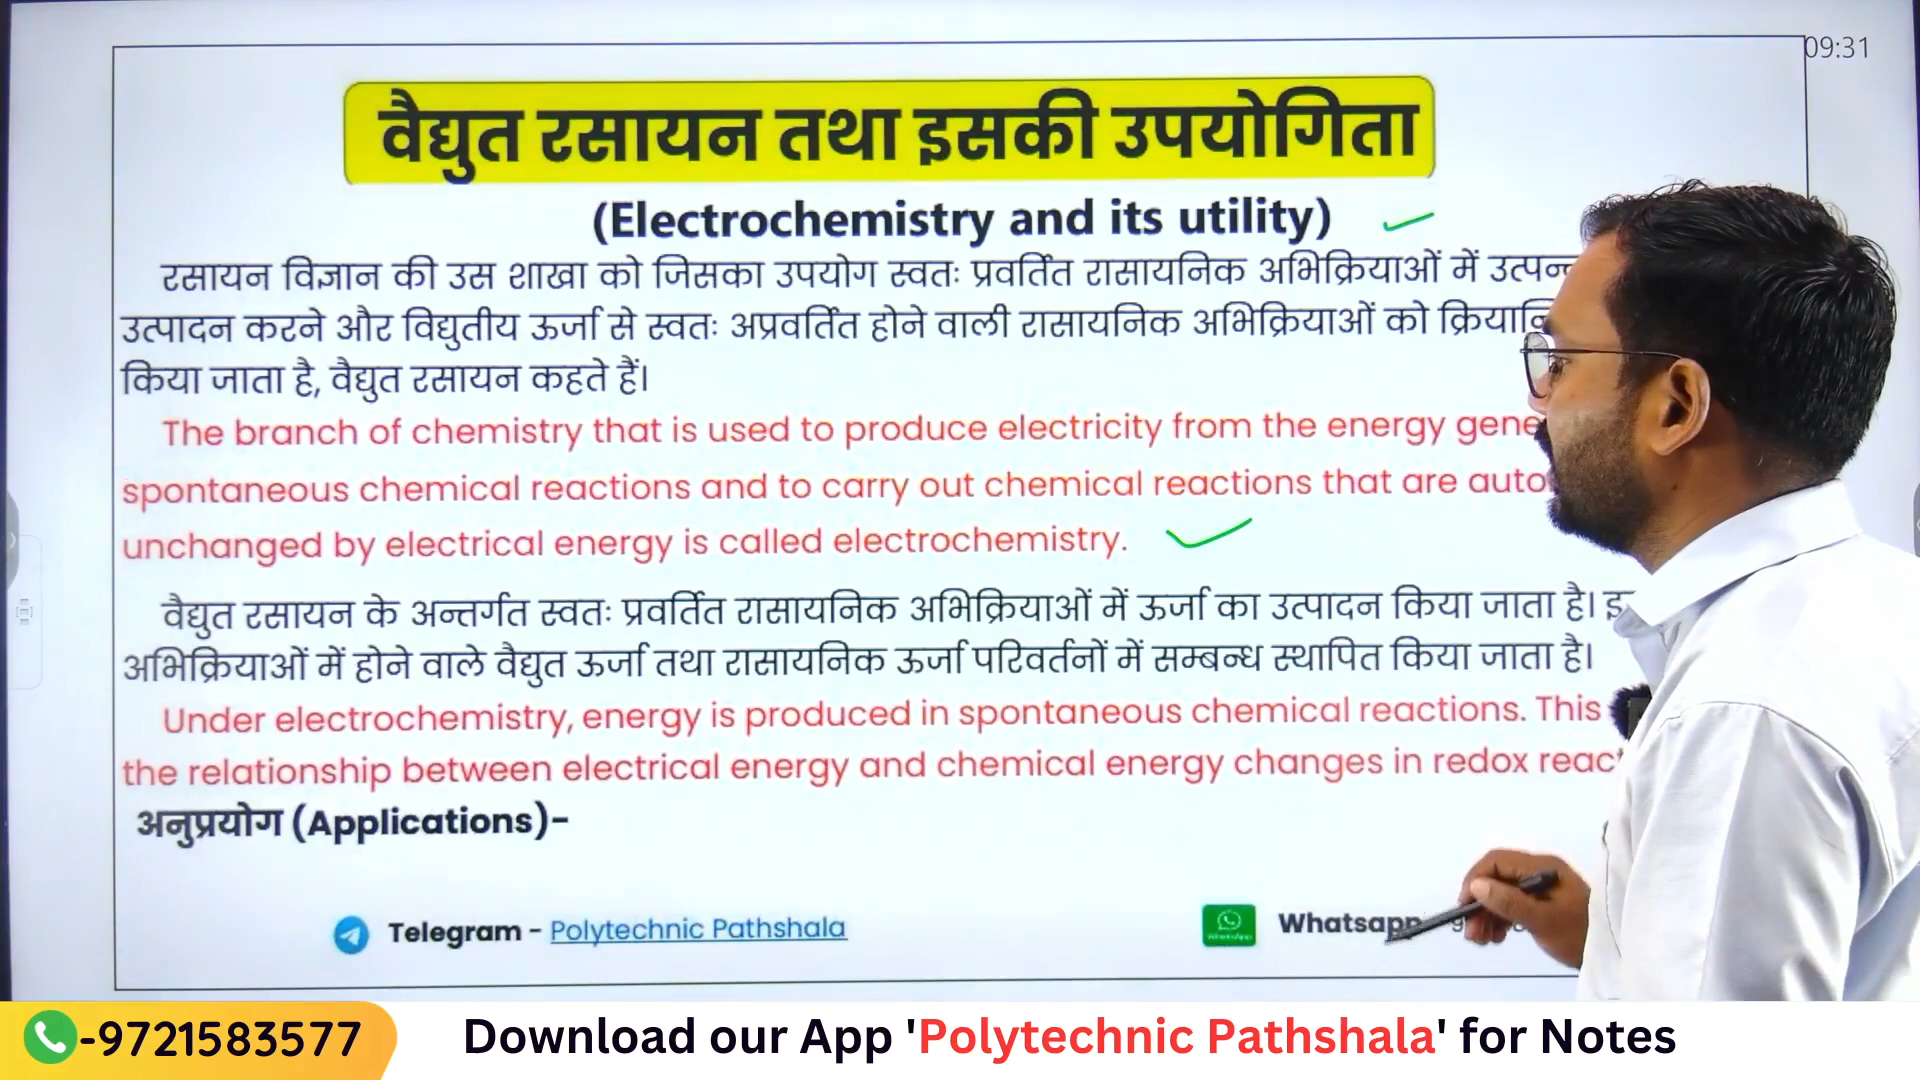 09:31
वैद्युत रसायन तथा इसकी उपयोगिता
(Electrochemistry and its utility)
रसायन विज्ञान की उस शाखा को जिसका उपयोग स्वतः प्रवर्तित रासायनिक अभिक्रियाओं में
उत्पादन करने और विद्युतीय ऊर्जा से स्वतः अप्रवर्तित होने वाली रासायनिक अभिक्रियाओं को
किया जाता है, वैद्युत रसायन कहते हैं।
The branch of chemistry that is used to produce electricity from the energy
spontaneous chemical reactions and to carry out chemical reactions that are
unchanged by electrical energy is called electrochemistry.
वैद्युत रसायन के अन्तर्गत स्वतः प्रवर्तित रासायनिक अभिक्रियाओं में ऊर्जा का उत्पादन किया जाता है।
अभिक्रियाओं में होने वाले वैद्युत ऊर्जा तथा रासायनिक ऊर्जा परिवर्तनों में सम्बन्ध स्थापित किया जाता है।
Under electrochemistry, energy is produced in spontaneous chemical reactions. This
the relationship between electrical energy and chemical energy changes in redox
अनुप्रयोग (Applications)-
Telegram - Polytechnic Pathshala
Whatsapp
-9721583577
Download our App 'Polytechnic Pathshala' for Notes